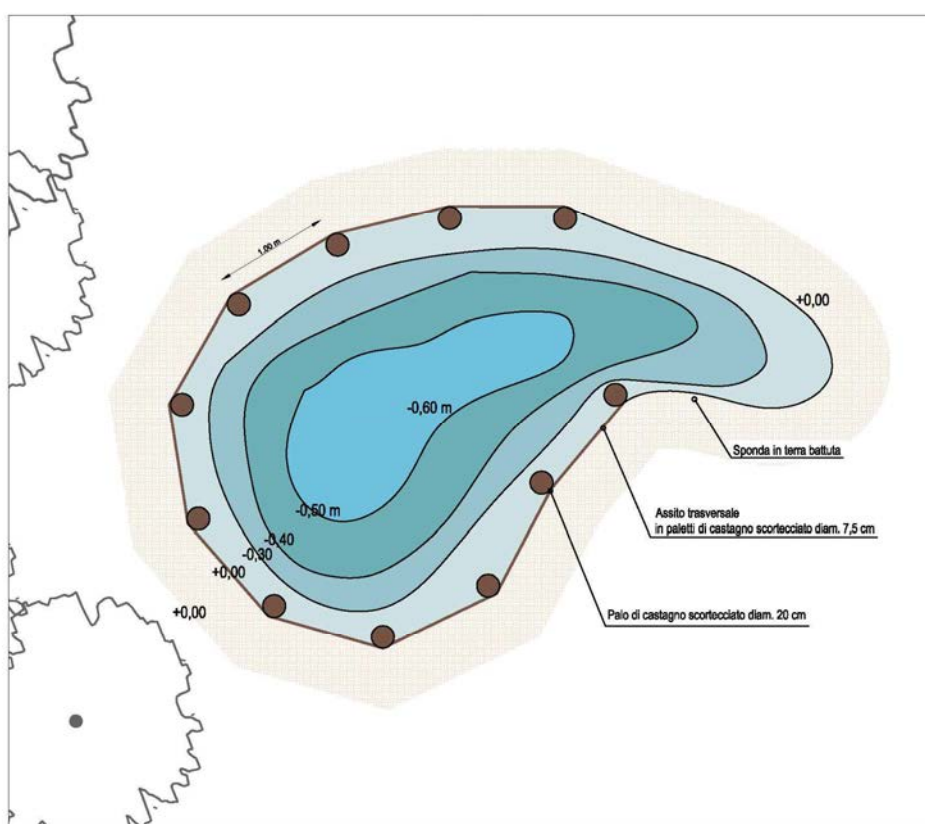 1.00 m
+0,00
-0,60 m
Sponda in terra battuta
-0,50 m
Assito trasversale
in paletti di castagno scortecciato diam. 7,5 cm
-0,40
-0,30
+0,00
+0,00
Palo di castagno scortecciato diam. 20 cm